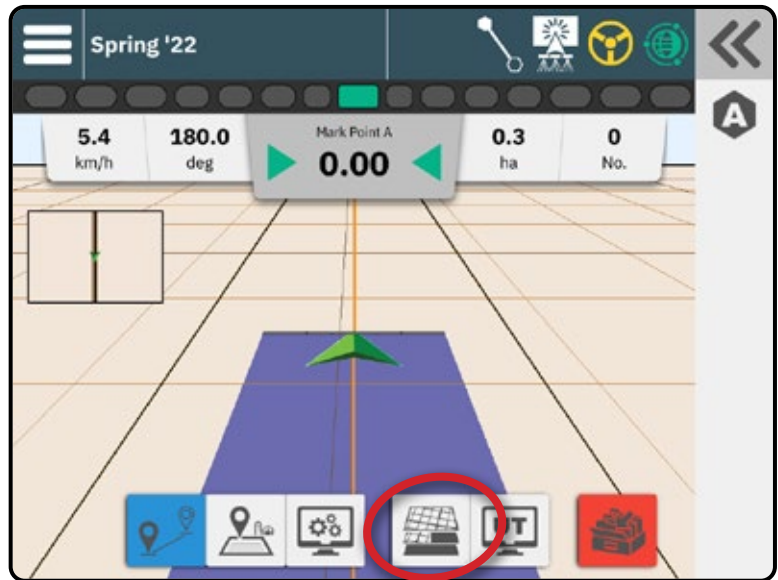 Spring '22
A
5.4
km/h
180.0
deg
Mark Point A
0.00
0.3
ha
0
No.
UT